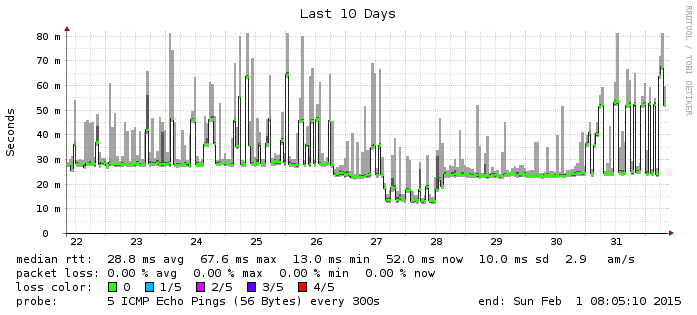 Last 10 Days
RRDTOOL / TOBI OETIKER
Seconds
80 m
70 m
60 m
50 m
40 m
30 m
20 m
10 m
0
22 23 24 25 26 27 28 29 30 31
median rtt: 28.8 ms avg 67.6 ms max 13.0 ms min 52.0 ms now 10.0 ms sd 2.9 am/s
packet loss: 0.00 % avg 0.00 % max 0.00 % min 0.00 % now
loss color: 0 1/5 2/5 3/5 4/5
probe: 5 ICMP Echo Pings (56 Bytes) every 300s end: Sun Feb 1 08:05:10 2015